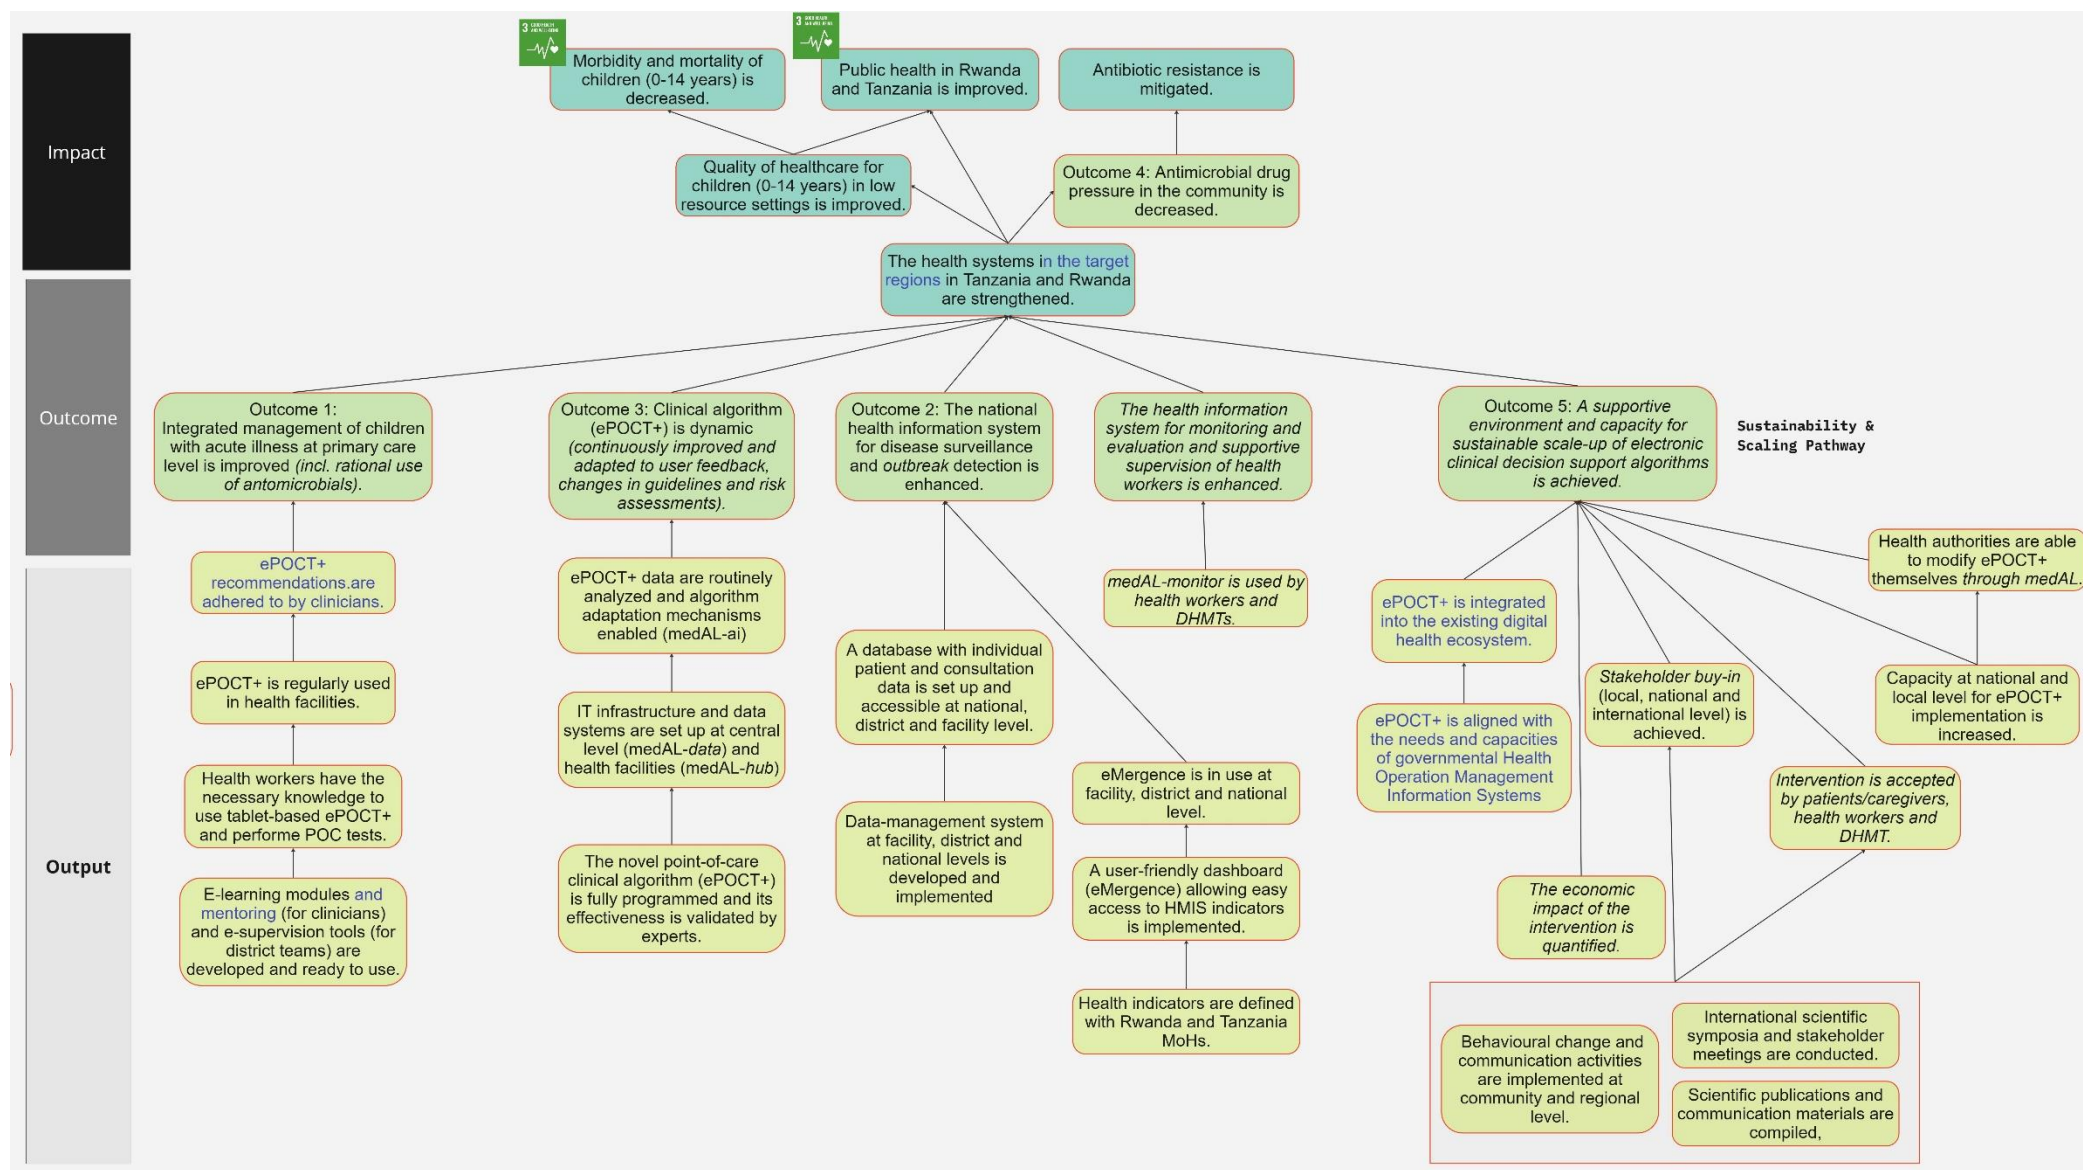 3 GOOD HEALTH
AND WELL-BEING
Morbidity and mortality of
children (0-14 years) is
decreased.
3 GOOD HEALTH
AND WELL-BEING
Public health in Rwanda
and Tanzania is improved.
Antibiotic resistance is
mitigated.
Impact
Quality of healthcare for
children (0-14 years) in low
resource settings is improved.
Outcome 4: Antimicrobial drug
pressure in the community is
decreased.
The health systems in the target
regions in Tanzania and Rwanda
are strengthened.
Outcome
Outcome 1:
Integrated management of children
with acute illness at primary care
level is improved (incl. rational use
of antomicrobials).
Outcome 3: Clinical algorithm
(ePOCT+) is dynamic
(continuously improved and
adapted to user feedback,
changes in guidelines and risk
assessments).
Outcome 2: The national
health information system
for disease surveillance
and outbreak detection is
enhanced.
The health information
system for monitoring and
evaluation and supportive
supervision of health
workers is enhanced.
Outcome 5: A supportive
environment and capacity for
sustainable scale-up of electronic
clinical decision support algorithms
is achieved.
Sustainability &
Scaling Pathway
Output
ePOCT+
recommendations.are
adhered to by clinicians.
ePOCT+ is regularly used
in health facilities.
Health workers have the
necessary knowledge to
use tablet-based ePOCT+
and performe POC tests.
E-learning modules and
mentoring (for clinicians)
and e-supervision tools (for
district teams) are
developed and ready to use.
ePOCT+ data are routinely
analyzed and algorithm
adaptation mechanisms
enabled (medAL-ai)
IT infrastructure and data
systems are set up at central
level (medAL-data) and
health facilities (medAL-hub)
The novel point-of-care
clinical algorithm (ePOCT+)
is fully programmed and its
effectiveness is validated by
experts.
A database with individual
patient and consultation
data is set up and
accessible at national,
district and facility level.
Data-management system
at facility, district and
national levels is
developed and
implemented
medAL-monitor is used by
health workers and
DHMTs.
eMergence is in use at
facility, district and national
level.
A user-friendly dashboard
(eMergence) allowing easy
access to HMIS indicators
is implemented.
Health indicators are defined
with Rwanda and Tanzania
MoHs.
ePOCT+ is integrated
into the existing digital
health ecosystem.
ePOCT+ is aligned with
the needs and capacities
of governmental Health
Operation Management
Information Systems
Stakeholder buy-in
(local, national and
international level) is
achieved.
Health authorities are able
to modify ePOCT+
themselves through medAL.
Capacity at national and
local level for ePOCT+
implementation is
increased.
Intervention is accepted
by patients/caregivers,
health workers and
DHMT.
The economic
impact of the
intervention is
quantified.
Behavioural change and
communication activities
are implemented at
community and regional
level.
International scientific
symposia and stakeholder
meetings are conducted.
Scientific publications and
communication materials are
compiled,